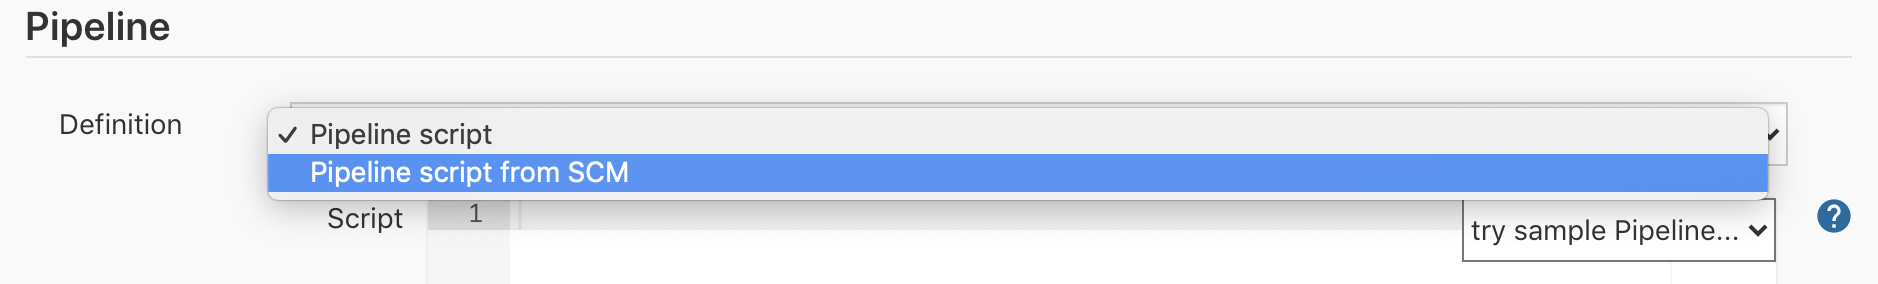 Pipeline
Definition
✓ Pipeline script
Pipeline script from SCM
Script
1
try sample Pipeline...
?